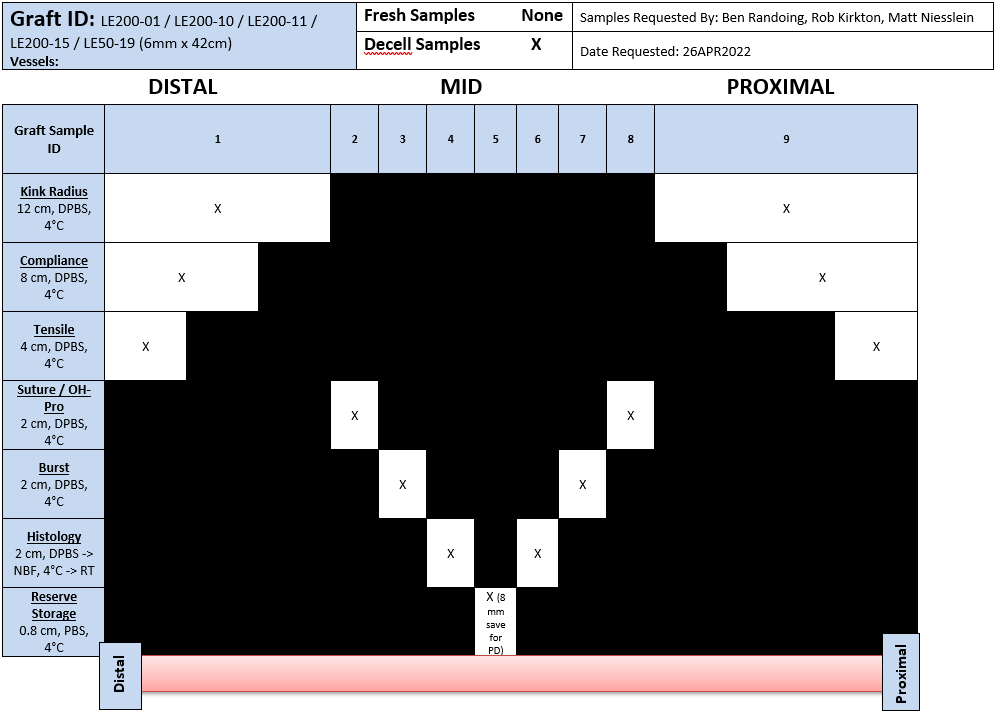 Graft ID: LE200-01 / LE200-10 / LE200-11 /
LE200-15 / LE50-19 (6mm x 42cm)
Vessels:
Fresh Samples None
Decell Samples X
Samples Requested By: Ben Randoing, Rob Kirkton, Matt Niesslein
Date Requested: 26APR2022
DISTAL MID PROXIMAL
Graft Sample
ID
1 2 3 4 5 6 7 8 9
Kink Radius
12 cm, DPBS,
4°C
X X
Compliance
8 cm, DPBS,
4°C
X X
Tensile
4 cm, DPBS,
4°C
X X
Suture / OH-
Pro
2 cm, DPBS,
4°C
X X
Burst
2 cm, DPBS,
4°C
X X
Histology
2 cm, DPBS ->
NBF, 4°C -> RT
X X
Reserve
Storage
0.8 cm, PBS,
4°C
X (8
mm
save
for
PD)
Distal
Proximal